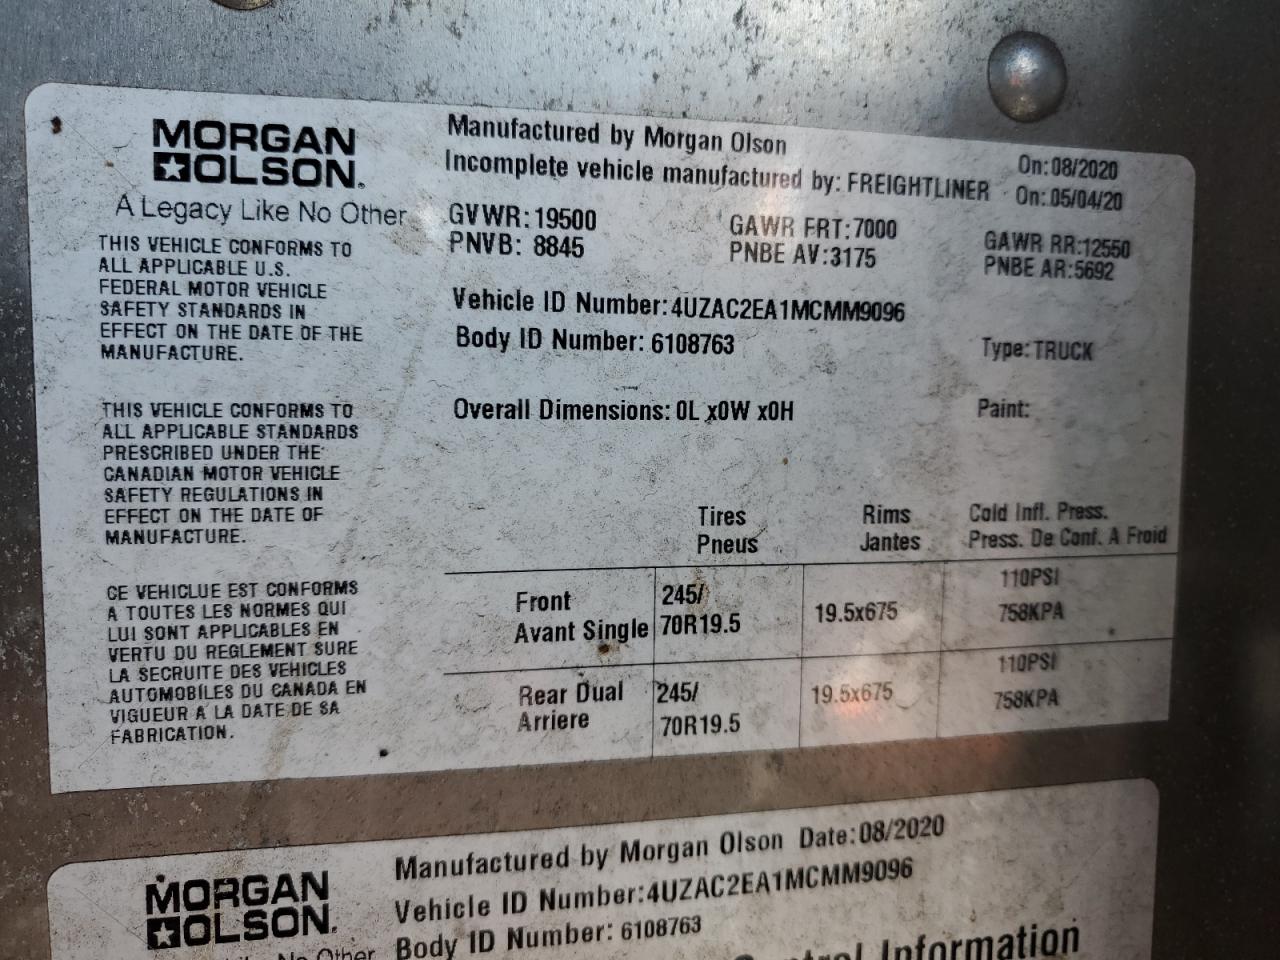 MORGAN
OLSON.
A Legacy Like No Other
THIS VEHICLE CONFORMS TO
ALL APPLICABLE U.S.
FEDERAL MOTOR VEHICLE
SAFETY STANDARDS IN
EFFECT ON THE DATE OF THE
MANUFACTURE.
THIS VEHICLE CONFORMS TO
ALL APPLICABLE STANDARDS
PRESCRIBED UNDER THE
CANADIAN MOTOR VEHICLE
SAFETY REGULATIONS IN
EFFECT ON THE DATE OF
MANUFACTURE.
CE VEHICLUE EST CONFORMS
A TOUTES LES NORMES QUI
LUI SONT APPLICABLES EN
VERTU DU REGLEMENT SURE
LA SECRUITE DES VEHICLES
AUTOMOBILES DU CANADA EN
VIGUEUR A LA DATE DE SA
FABRICATION.
Manufactured by Morgan Olson On:08/2020
Incomplete vehicle manufactured by: FREIGHTLINER On:05/04/20
GVWR:19500 GAWR FRT:7000 GAWR RR:12550
PNVB: 8845 PNBE AV:3175 PNBE AR:5692
Vehicle ID Number:4UZAC2EA1MCMM9096
Body ID Number: 6108763 Type:TRUCK
Overall Dimensions: 0L x0W x0H Paint:
Tires Rims Cold Infl. Press.
Pneus Jantes Press. De Conf. A Froid
Front 245/ 19.5x675 110PSI
Avant Single 70R19.5 758KPA
Rear Dual 245/ 19.5x675 110PSI
Arriere 70R19.5 758KPA
MORGAN
OLSON.
No Other
Manufactured by Morgan Olson Date:08/2020
Vehicle ID Number:4UZAC2EA1MCMM9096
Body ID Number: 6108763
Information